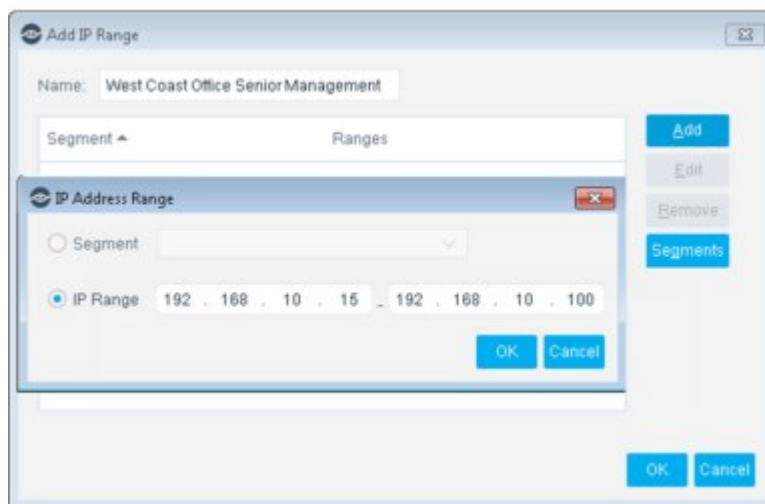 Add IP Range
Name: West Coast Office Senior Management
Segment Ranges
Add
Edit
Remove
Segments
IP Address Range
Segment
IP Range 192 . 168 . 10 . 15 - 192 . 168 . 10 . 100
OK Cancel
OK Cancel